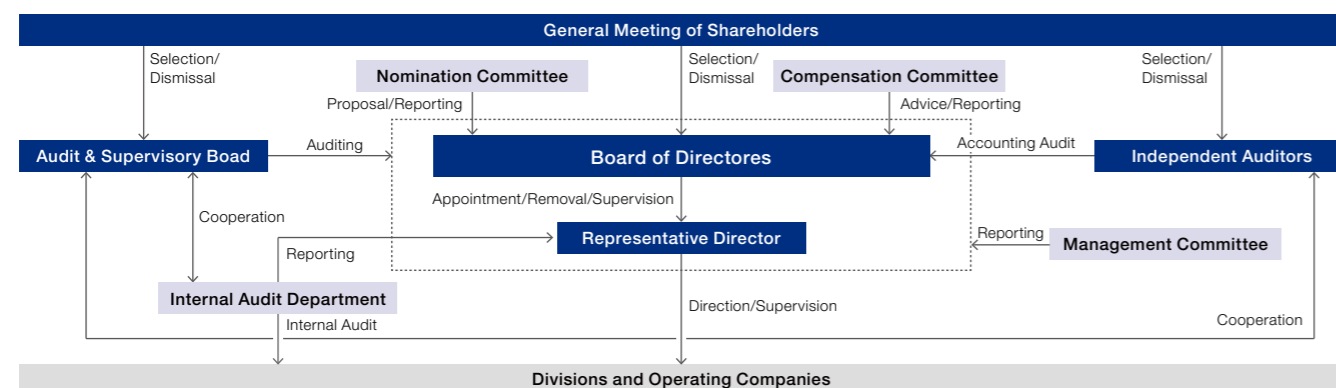 General Meeting of Shareholders
Selection/
Dismissal
Nomination Committee
Selection/
Dismissal
Compensation Committee
Selection/
Dismissal
Proposal/Reporting
Advice/Reporting
Audit & Supervisory Boad
Auditing
Board of Directores
Accounting Audit
Independent Auditors
Appointment/Removal/Supervision
Cooperation
Representative Director
Reporting
Management Committee
Reporting
Internal Audit Department
Direction/Supervision
Internal Audit
Cooperation
Divisions and Operating Companies